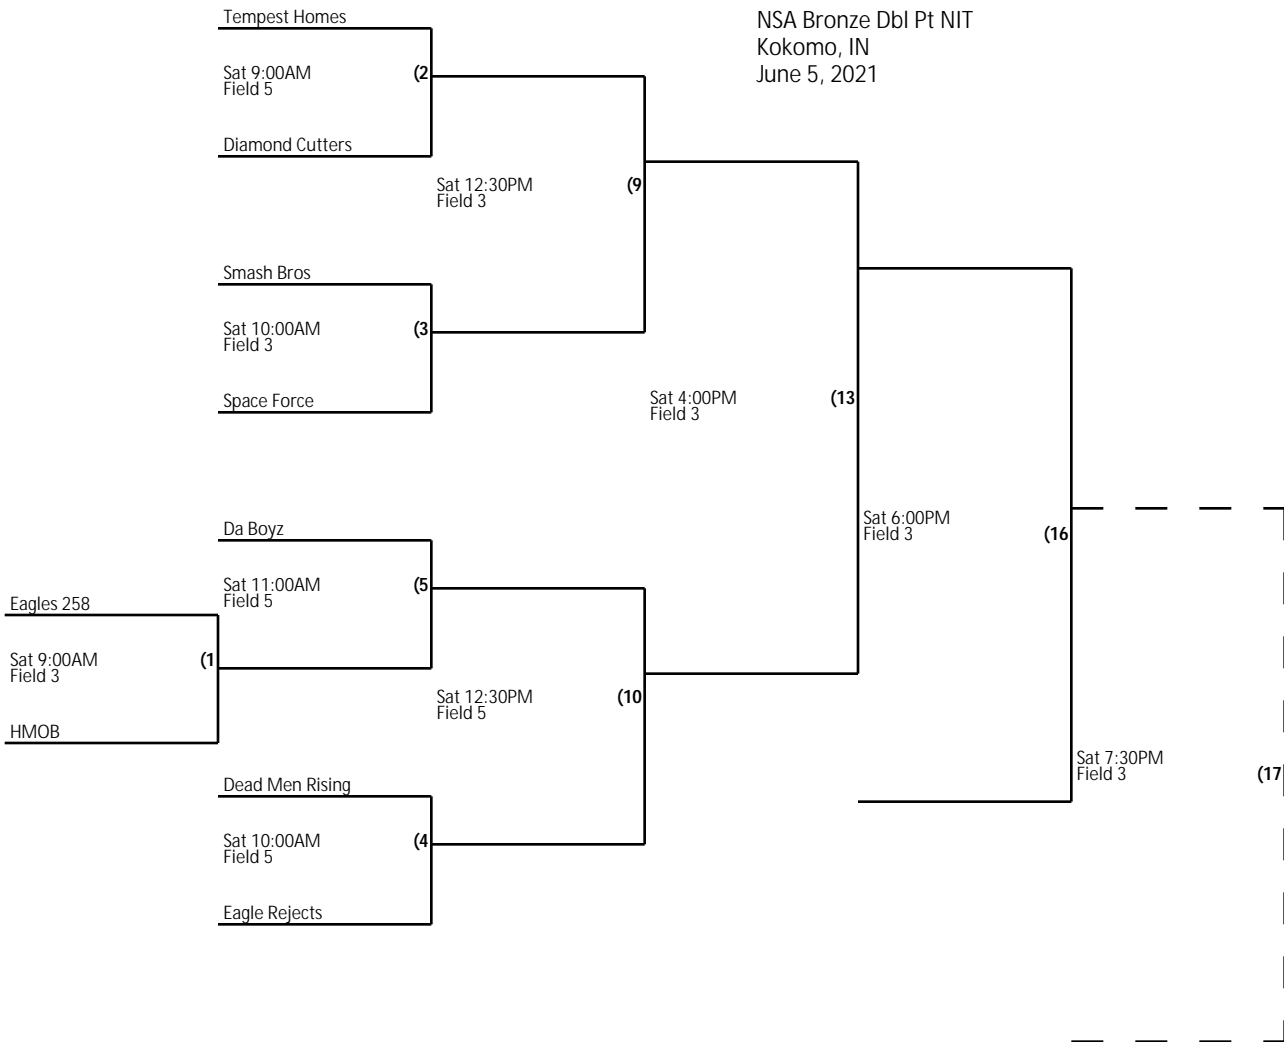 Tempest Homes
NSA Bronze Dbl Pt NIT
Kokomo, IN
June 5, 2021
Sat 9:00AM
Field 5
(2
Diamond Cutters
Sat 12:30PM
Field 3
(9
Smash Bros
Sat 10:00AM
Field 3
(3
Space Force
Sat 4:00PM
Field 3
(13
Da Boyz
Sat 6:00PM
Field 3
(16
Sat 11:00AM
Field 5
(5
Eagles 258
Sat 9:00AM
Field 3
(1
HMOB
Sat 12:30PM
Field 5
(10
Dead Men Rising
Sat 7:30PM
Field 3
(17
Sat 10:00AM
Field 5
(4
Eagle Rejects